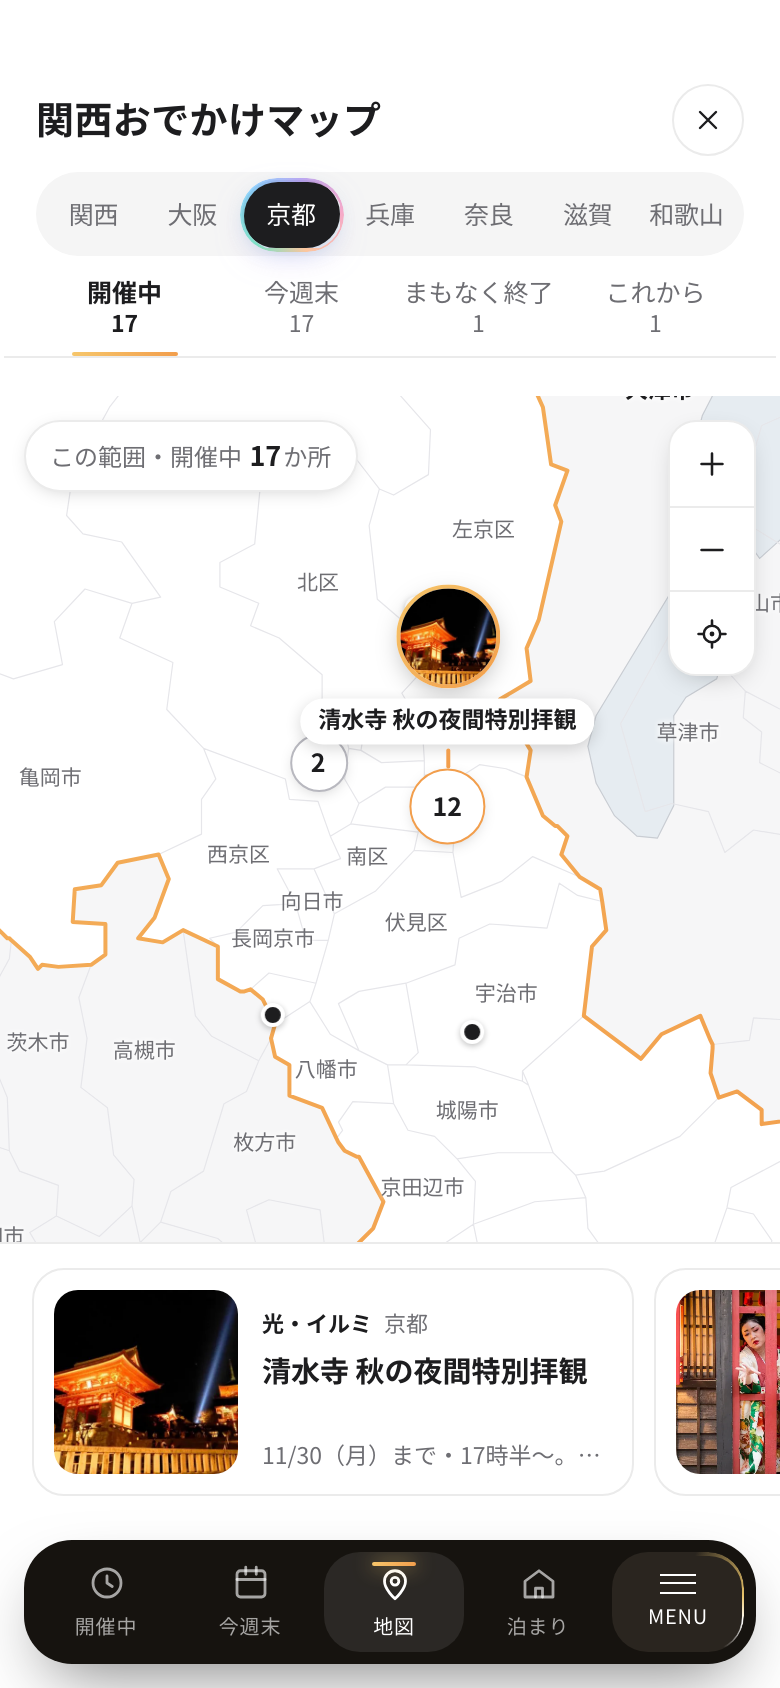 関西おでかけマップ
関西 大阪 京都 兵庫 奈良 滋賀 和歌山
開催中 今週末 まもなく終了 これから
17 17 1 1
この範囲・開催中 17か所
左京区
北区
清水寺 秋の夜間特別拝観
草津市
2
亀岡市
12
西京区
南区
向日市
伏見区
長岡京市
宇治市
茨木市
高槻市
八幡市
城陽市
枚方市
京田辺市
光・イルミ 京都
清水寺 秋の夜間特別拝観
11/30（月）まで・17時半〜。…
開催中 今週末 地図 泊まり MENU